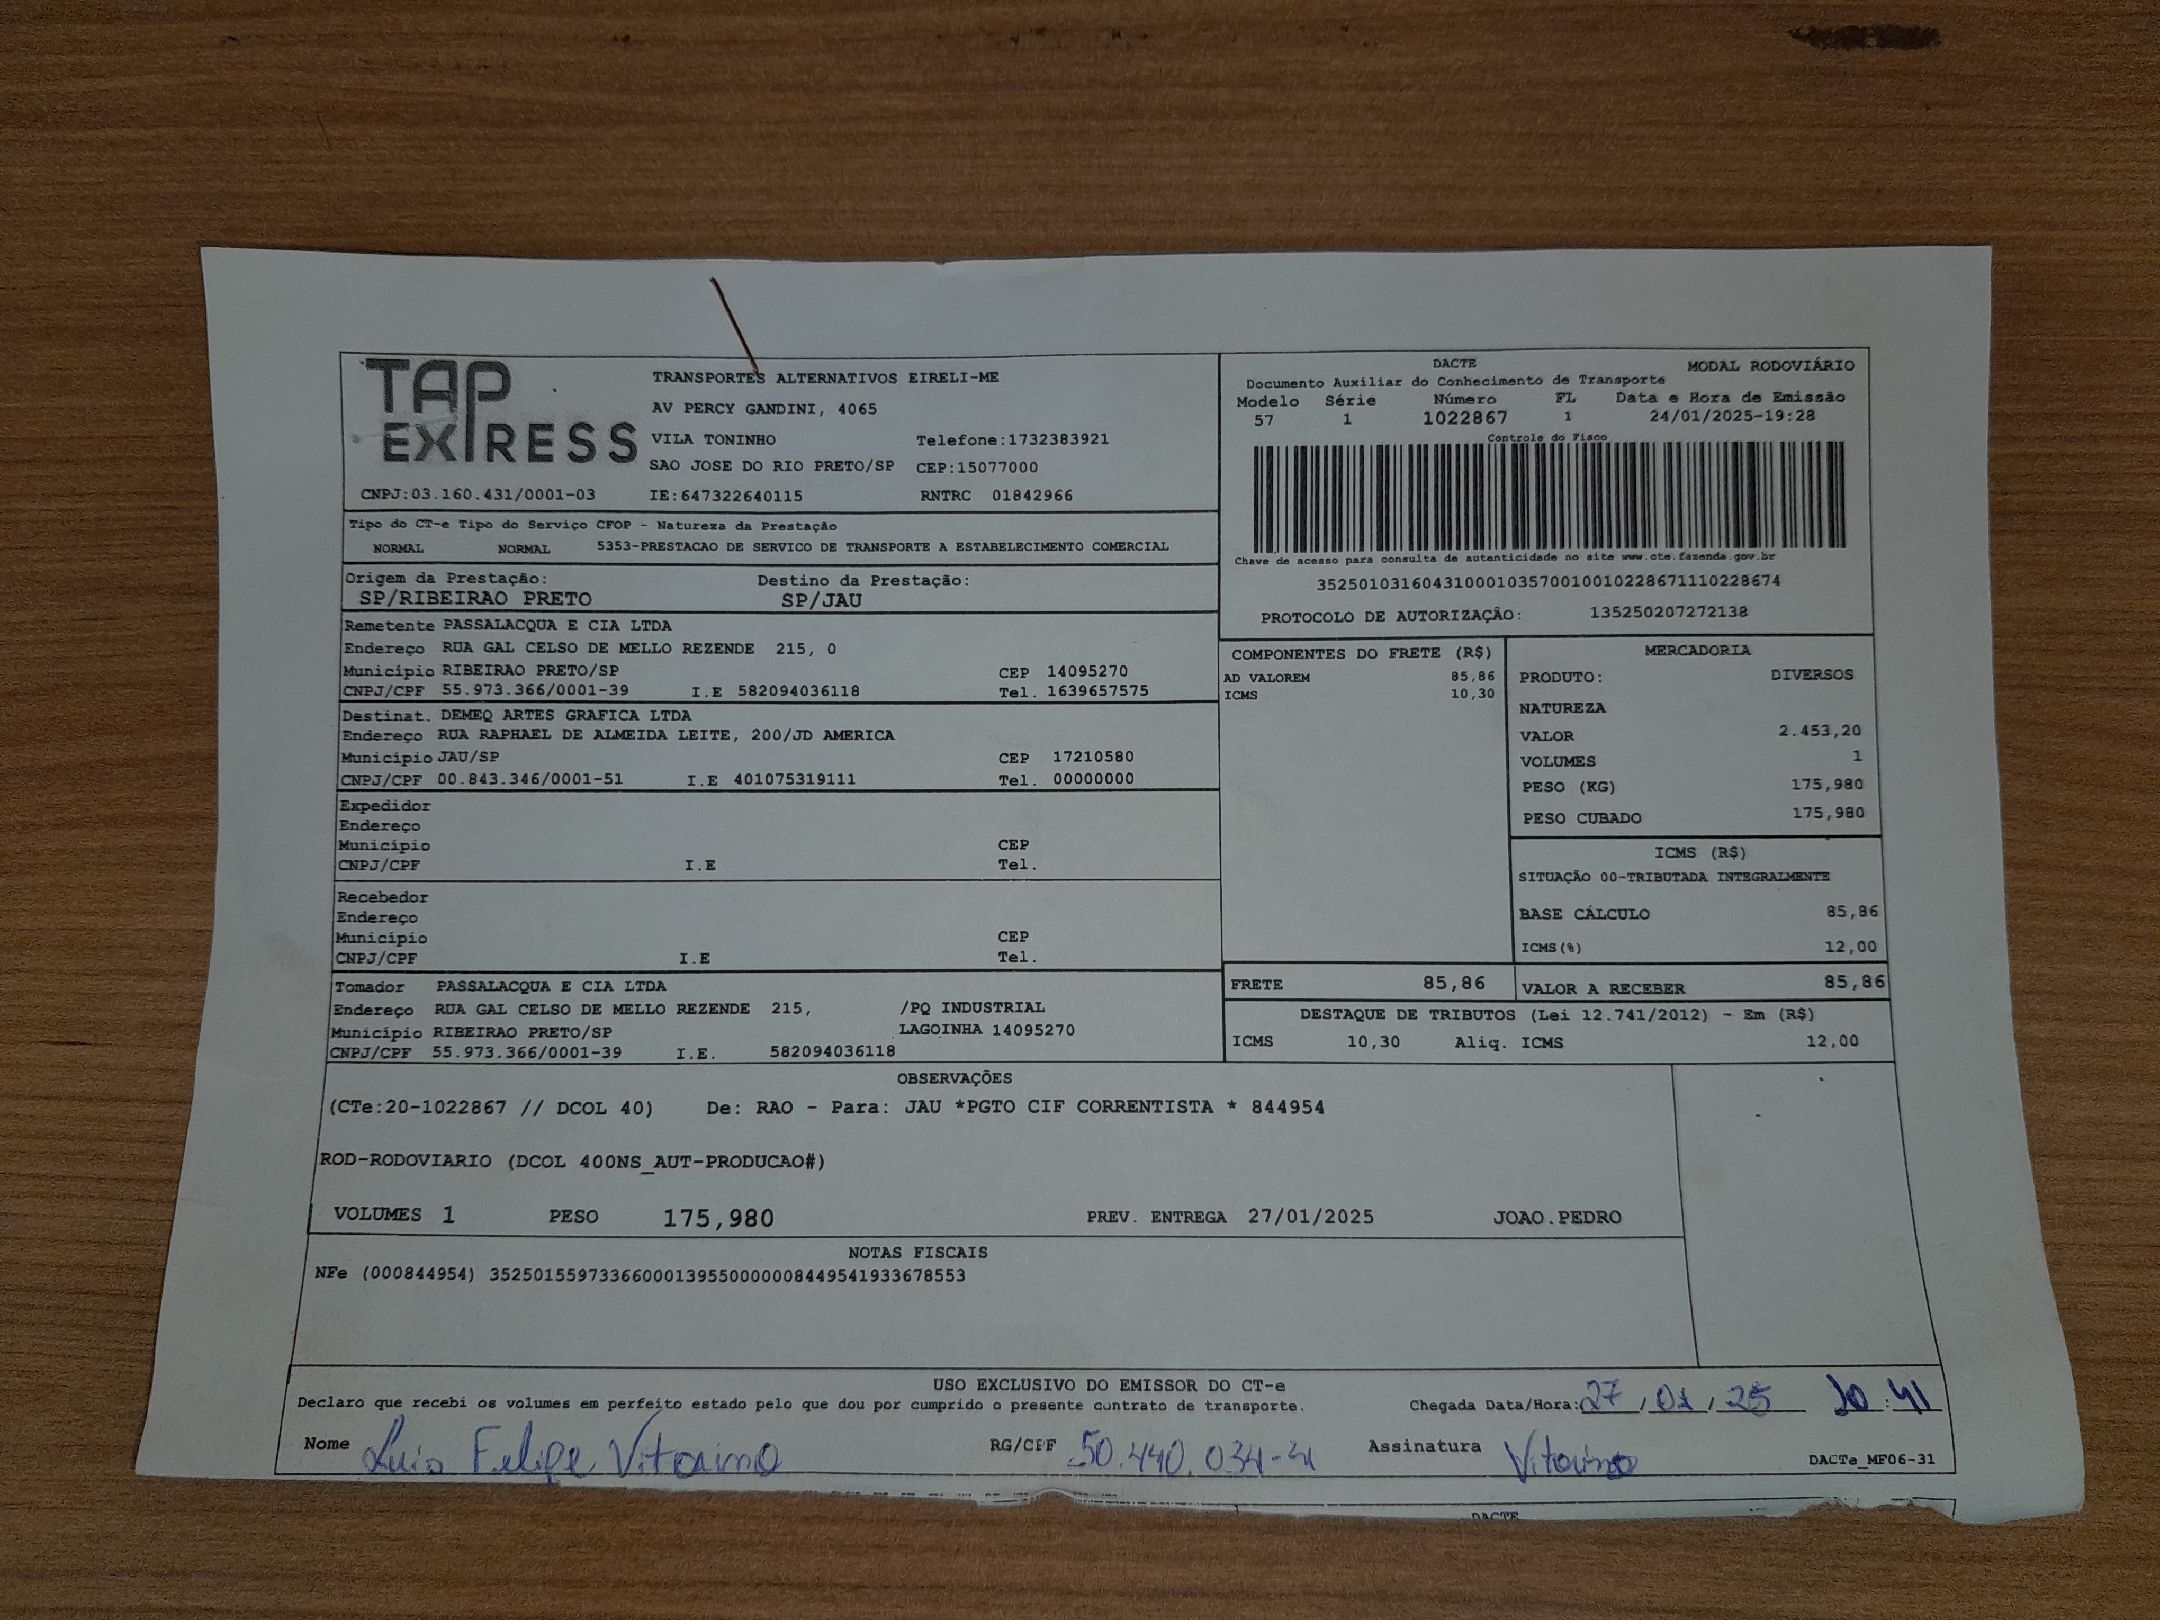 TAP EXPRESS
TRANSPORTES ALTERNATIVOS EIRELI-ME
AV PERCY GANDINI, 4065
VILA TONINHO Telefone:1732383921
SAO JOSE DO RIO PRETO/SP CEP:15077000
CNPJ:03.160.431/0001-03 IE:647322640115 RNTRC 01842966
DACTE MODAL RODOVIÁRIO
Documento Auxiliar do Conhecimento de Transporte
Modelo Série Número FL Data e Hora de Emissão
57 1 1022867 1 24/01/2025-19:28
Controle do Fisco
Chave de acesso para consulta de autenticidade no site www.cte.fazenda.gov.br
35250103160431000103570010010228671110228674
PROTOCOLO DE AUTORIZAÇÃO: 135250207272138
Tipo do CT-e Tipo do Serviço CFOP - Natureza da Prestação
NORMAL NORMAL 5353-PRESTACAO DE SERVICO DE TRANSPORTE A ESTABELECIMENTO COMERCIAL
Origem da Prestação: Destino da Prestação:
SP/RIBEIRAO PRETO SP/JAU
Remetente PASSALACQUA E CIA LTDA
Endereço RUA GAL CELSO DE MELLO REZENDE 215, 0
Município RIBEIRAO PRETO/SP CEP 14095270
CNPJ/CPF 55.973.366/0001-39 I.E 582094036118 Tel. 1639657575
Destinat. DEMEQ ARTES GRAFICA LTDA
Endereco RUA RAPHAEL DE ALMEIDA LEITE, 200/JD AMERICA
Município JAU/SP CEP 17210580
CNPJ/CPF 00.843.346/0001-51 I.E 401075319111 Tel. 00000000
Expedidor
Endereço
Município CEP
CNPJ/CPF I.E Tel.
Recebedor
Endereço
Município CEP
CNPJ/CPF I.E Tel.
Tomador PASSALACQUA E CIA LTDA
Endereço RUA GAL CELSO DE MELLO REZENDE 215, /PQ INDUSTRIAL
Município RIBEIRAO PRETO/SP LAGOINHA 14095270
CNPJ/CPF 55.973.366/0001-39 I.E. 582094036118
COMPONENTES DO FRETE (R$)
AD VALOREM 85,86
ICMS 10,30
MERCADORIA
PRODUTO: DIVERSOS
NATUREZA
VALOR 2.453,20
VOLUMES 1
PESO (KG) 175,980
PESO CUBADO 175,980
ICMS (R$)
SITUAÇÃO 00-TRIBUTADA INTEGRALMENTE
BASE CÁLCULO 85,86
ICMS(%) 12,00
FRETE 85,86 VALOR A RECEBER 85,86
DESTAQUE DE TRIBUTOS (Lei 12.741/2012) - Em (R$)
ICMS 10,30 Aliq. ICMS 12,00
OBSERVAÇÕES
(CTe:20-1022867 // DCOL 40) De: RAO - Para: JAU *PGTO CIF CORRENTISTA * 844954
ROD-RODOVIARIO (DCOL 400NS_AUT-PRODUCAO#)
VOLUMES 1 PESO 175,980 PREV. ENTREGA 27/01/2025 JOAO.PEDRO
NOTAS FISCAIS
NFe (000844954) 35250155973366000139550000008449541933678553
USO EXCLUSIVO DO EMISSOR DO CT-e
Declaro que recebi os volumes em perfeito estado pelo que dou por cumprido o presente contrato de transporte. Chegada Data/Hora: 27/01/25 10:41
Nome Luis Felipe Vitorino RG/CPF 50.440.034- Assinatura Vitorino DACTe_MF06-31
DACTE